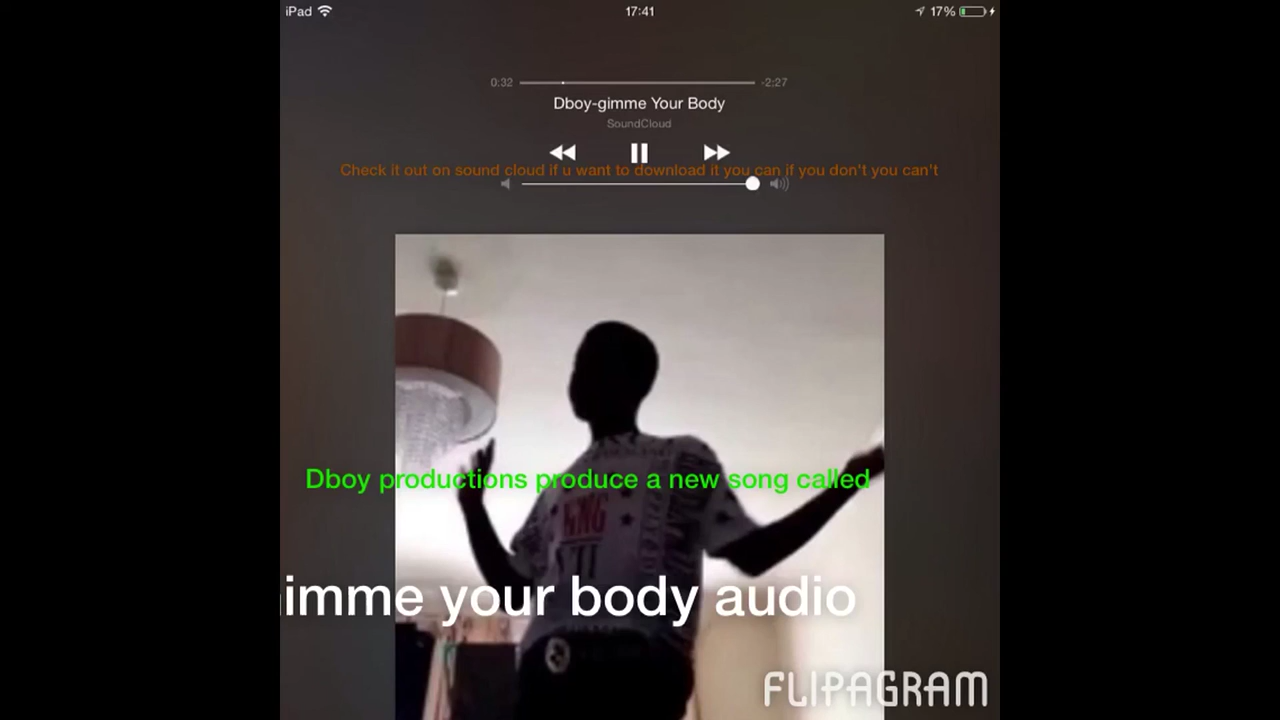 iPad 17:41 17%
0:32 -2:27
Dboy-gimme Your Body
SoundCloud
Check it out on sound cloud if u want to download it you can if you don't you can't
Dboy productions produce a new song called
imme your body audio
FLIPAGRAM